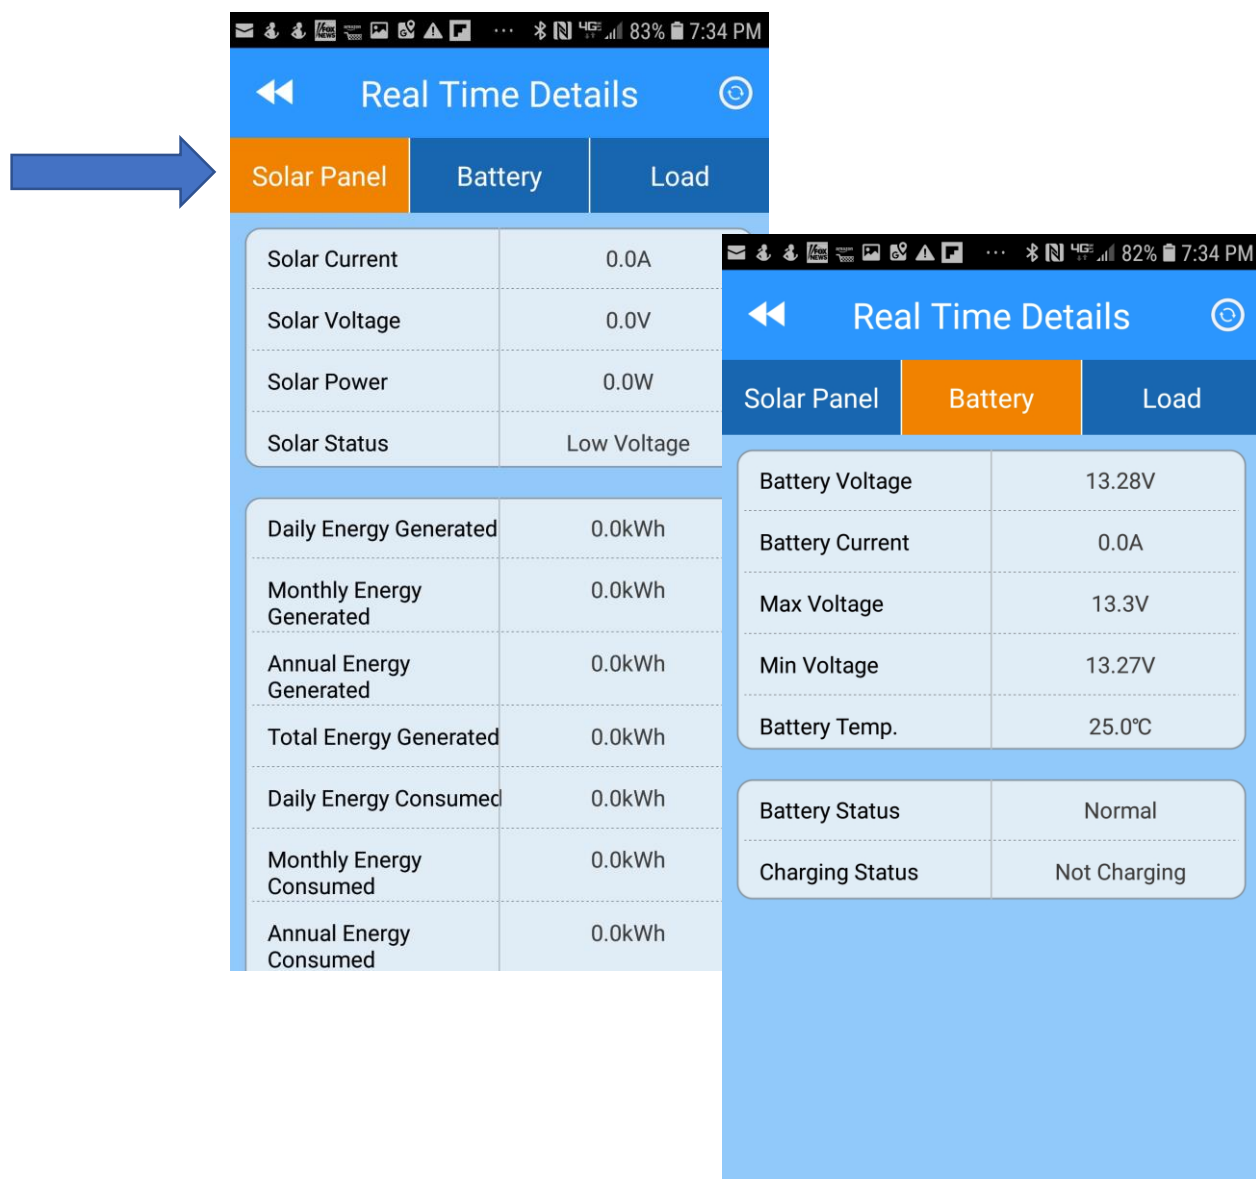 83% 7:34 PM
Real Time Details
Solar Panel Battery Load
Solar Current 0.0A
Solar Voltage 0.0V
Solar Power 0.0W
Solar Status Low Voltage
Daily Energy Generated 0.0kWh
Monthly Energy 0.0kWh
Generated
Annual Energy 0.0kWh
Generated
Total Energy Generated 0.0kWh
Daily Energy Consumed 0.0kWh
Monthly Energy 0.0kWh
Consumed
Annual Energy 0.0kWh
Consumed
82% 7:34 PM
Real Time Details
Solar Panel Battery Load
Battery Voltage 13.28V
Battery Current 0.0A
Max Voltage 13.3V
Min Voltage 13.27V
Battery Temp. 25.0℃
Battery Status Normal
Charging Status Not Charging